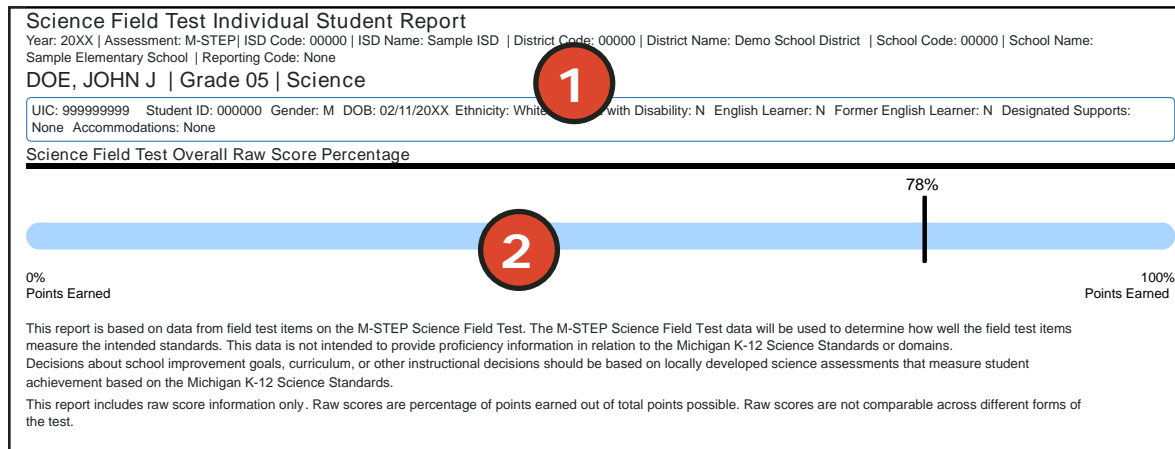 Science Field Test Individual Student Report
Year: 20XX | Assessment: M-STEP| ISD Code: 00000 | ISD Name: Sample ISD | District Code: 00000 | District Name: Demo School District | School Code: 00000 | School Name:
Sample Elementary School | Reporting Code: None
DOE, JOHN J | Grade 05 | Science
1
UIC: 999999999 Student ID: 000000 Gender: M DOB: 02/11/20XX Ethnicity: White with Disability: N English Learner: N Former English Learner: N Designated Supports:
None Accommodations: None
Science Field Test Overall Raw Score Percentage
78%
2
0% 100%
Points Earned Points Earned
This report is based on data from field test items on the M-STEP Science Field Test. The M-STEP Science Field Test data will be used to determine how well the field test items
measure the intended standards. This data is not intended to provide proficiency information in relation to the Michigan K-12 Science Standards or domains.
Decisions about school improvement goals, curriculum, or other instructional decisions should be based on locally developed science assessments that measure student
achievement based on the Michigan K-12 Science Standards.
This report includes raw score information only. Raw scores are percentage of points earned out of total points possible. Raw scores are not comparable across different forms of
the test.